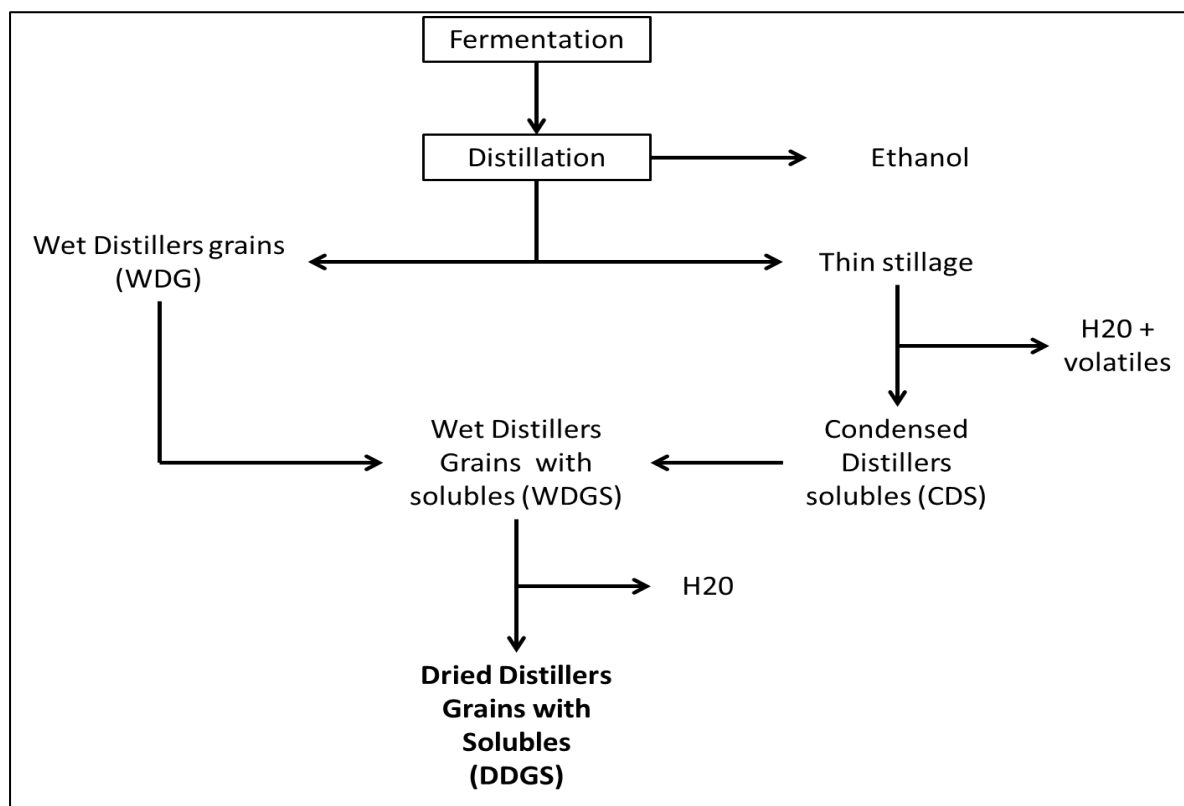 Fermentation
Distillation
Ethanol
Wet Distillers grains
(WDG)
Thin stillage
H20 +
volatiles
Wet Distillers
Grains with
solubles (WDGS)
Condensed
Distillers
solubles (CDS)
H20
Dried Distillers
Grains with
Solubles
(DDGS)